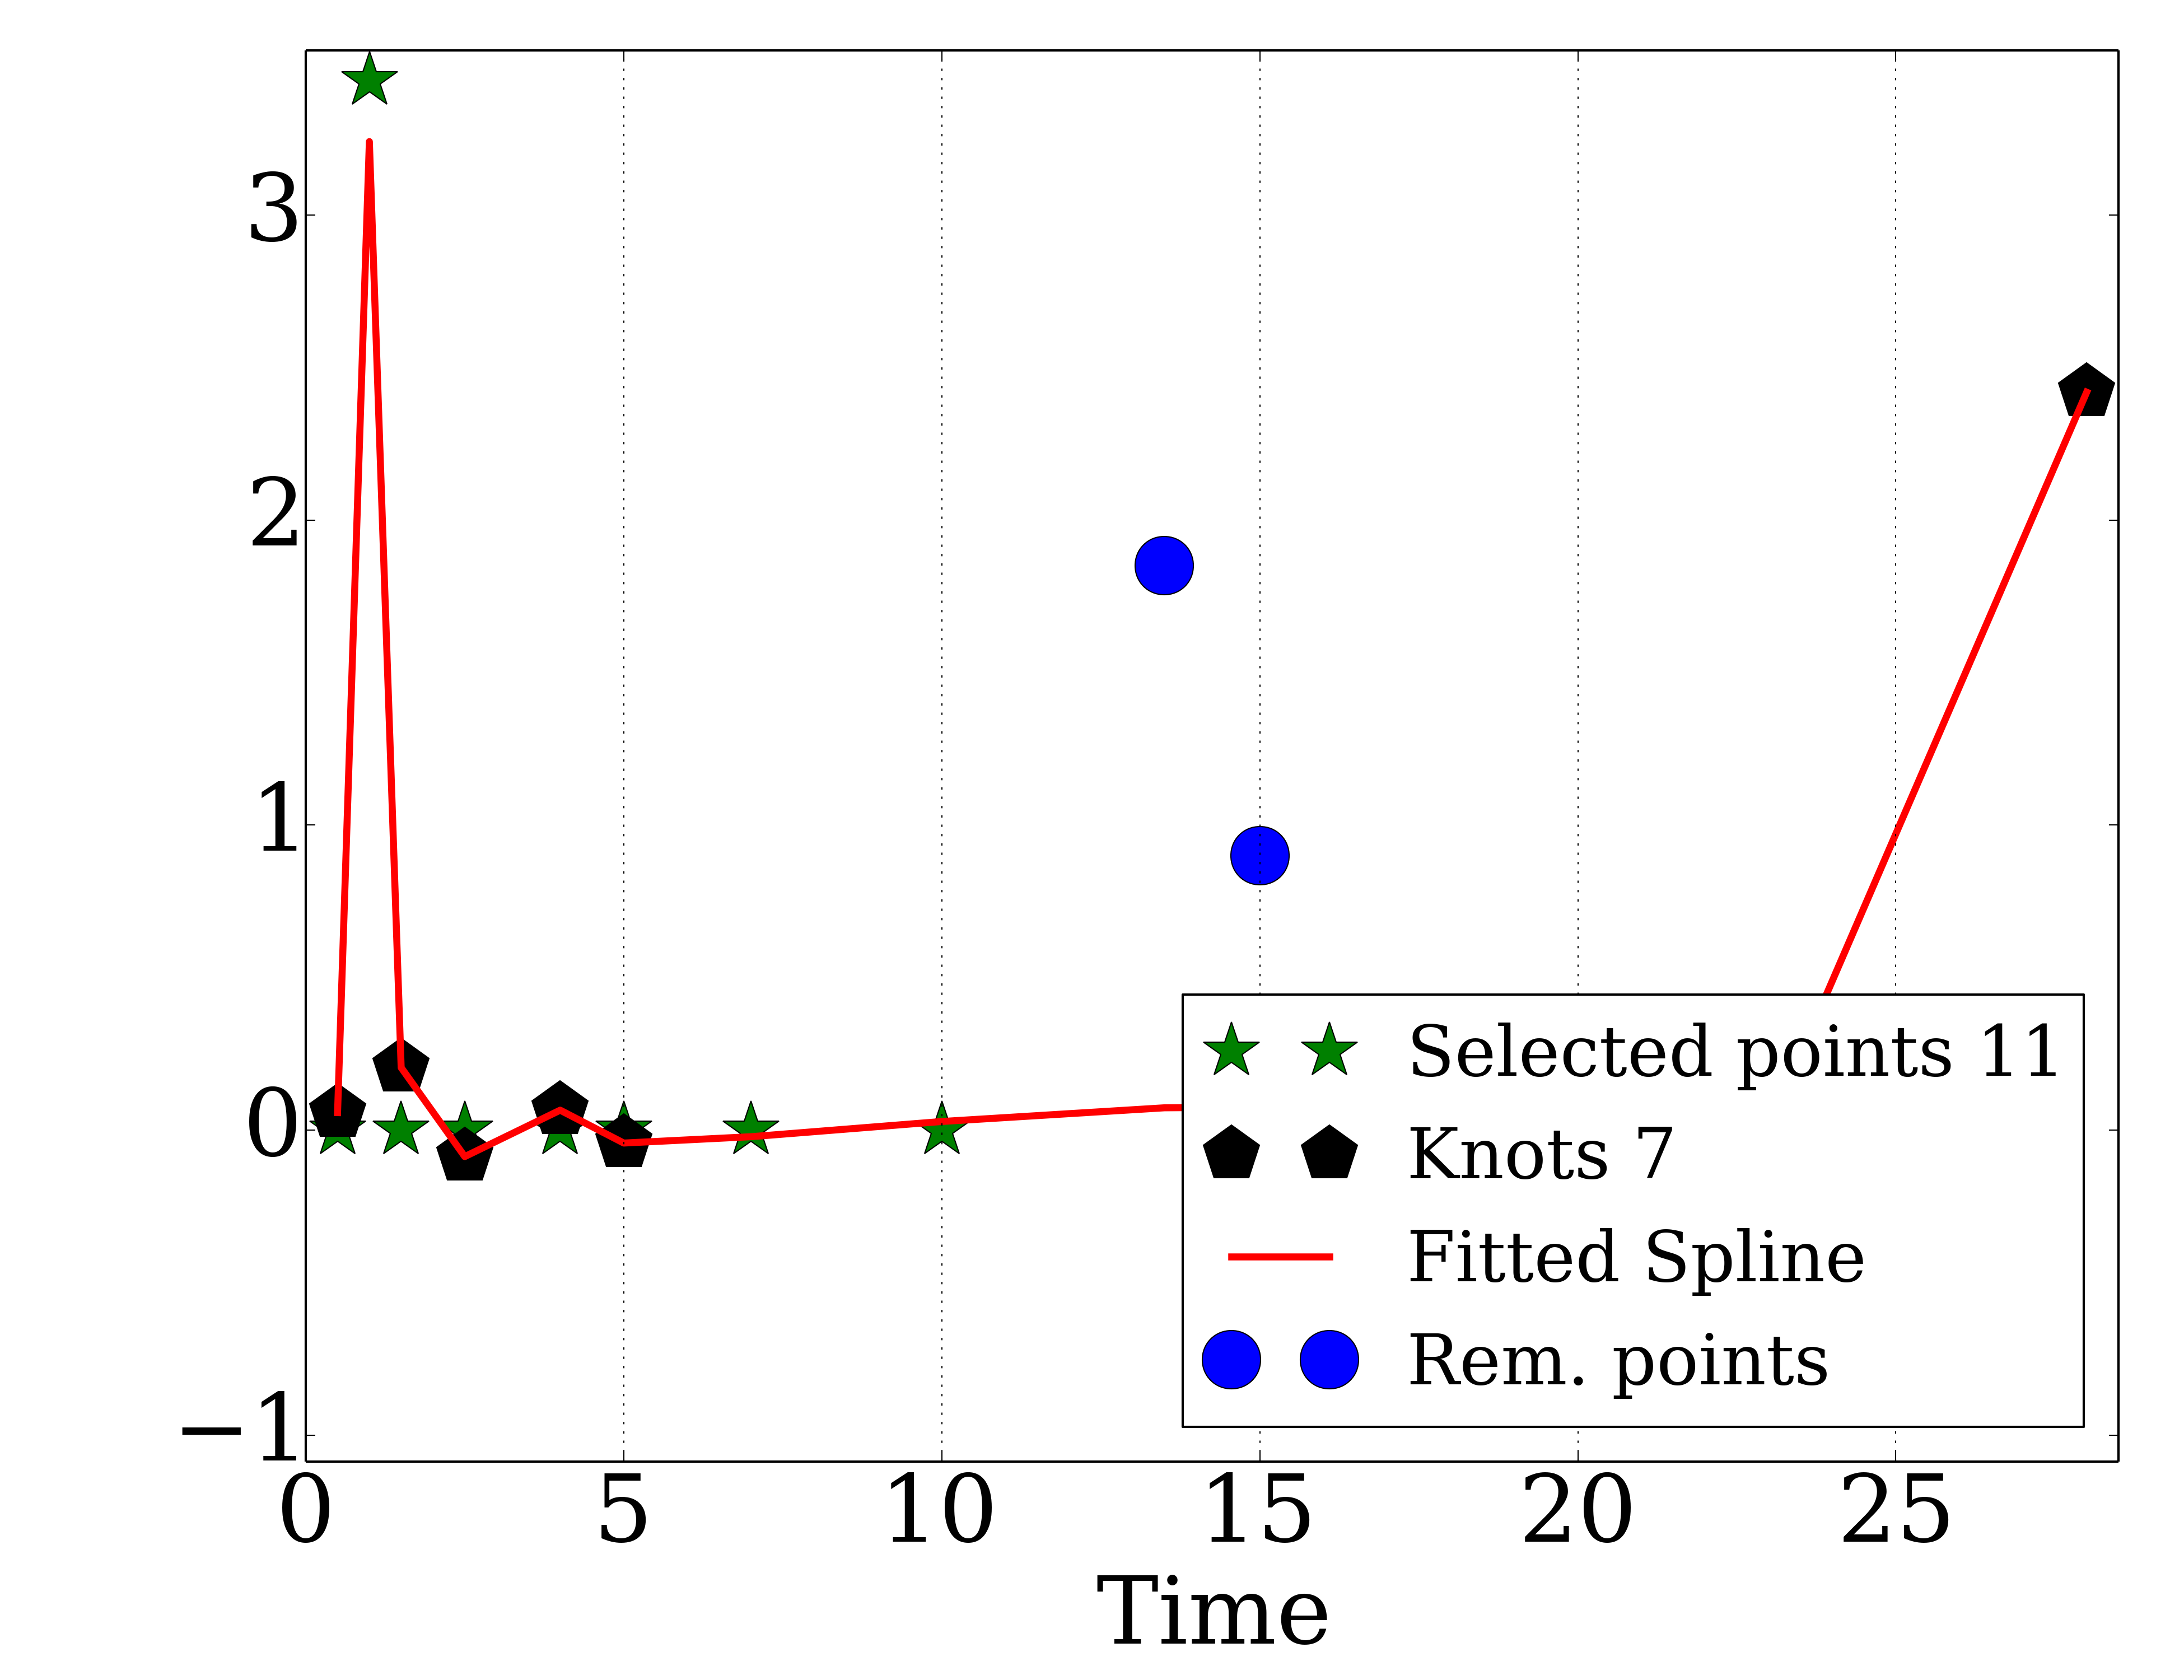 3
2
1
0
−1
0 5 10 15 20 25
Time
Selected points 11
Knots 7
Fitted Spline
Rem. points